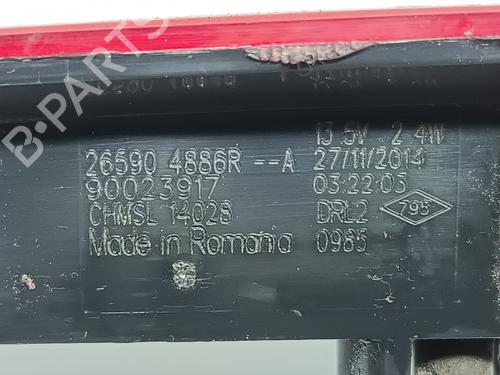 13.5V 2.4W
26590 4886R --A 27/11/2014
90023917 03:22:05
CHMSL 14028 DRL2 795
Made in Romania 0985